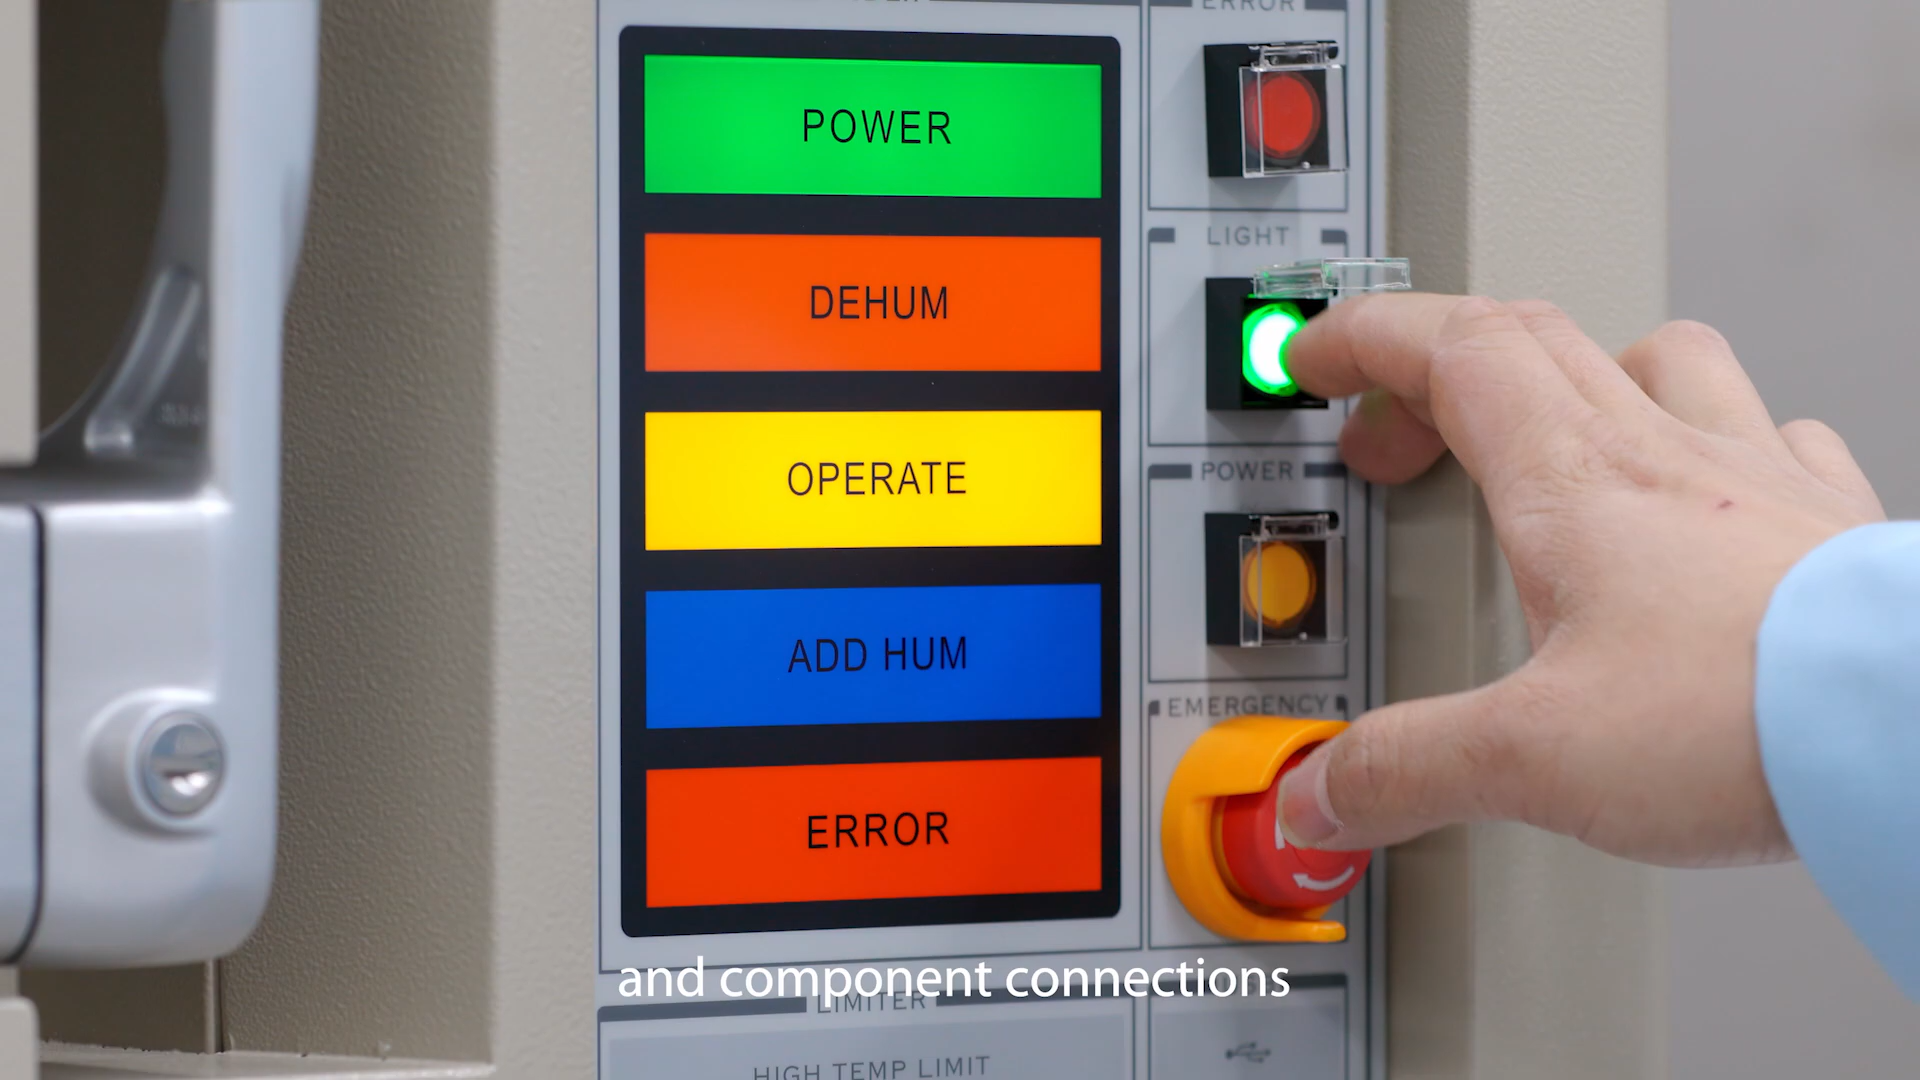 ERROR
POWER
DEHUM
LIGHT
OPERATE
POWER
ADD HUM
EMERGENCY
ERROR
and component connections
LIMITER
HIGH TEMP LIMIT